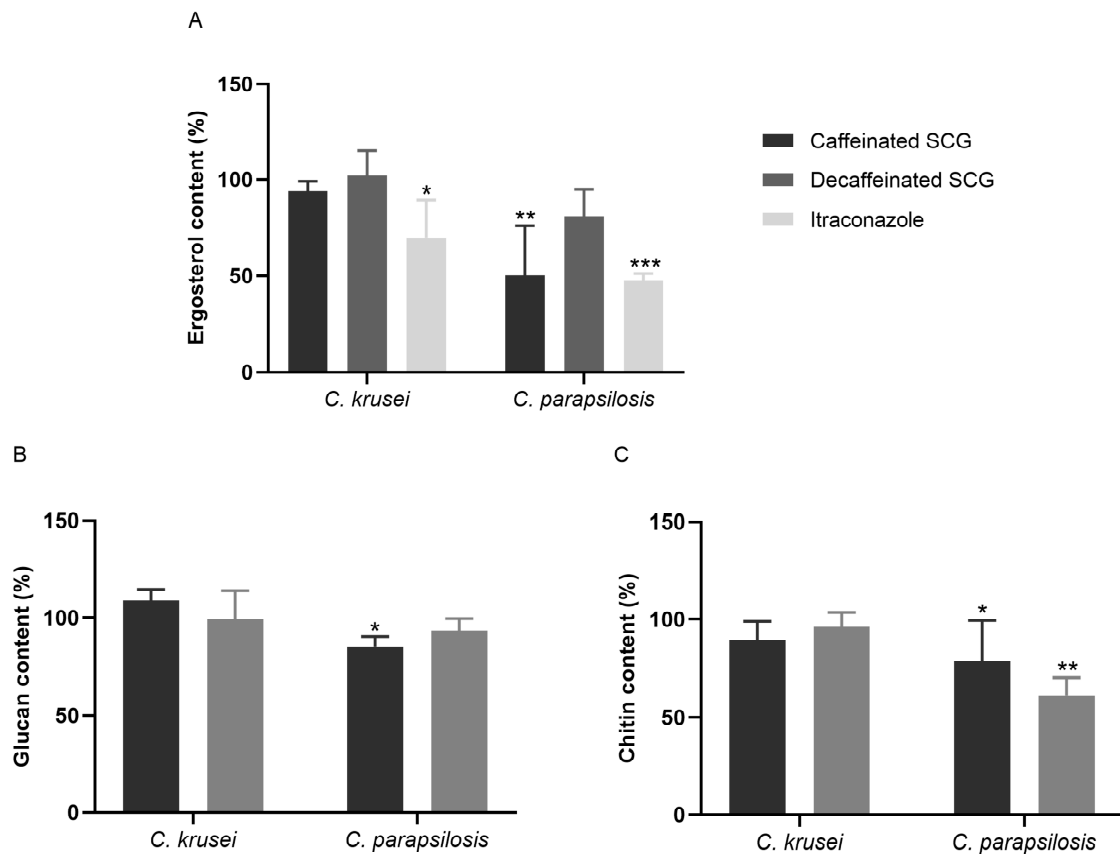 A
Ergosterol content (%)
150
100
50
0
*
**
***
C. krusei
C. parapsilosis
Caffeinated SCG
Decaffeinated SCG
Itraconazole
B
Glucan content (%)
150
100
50
0
*
C. krusei
C. parapsilosis
C
Chitin content (%)
150
100
50
0
*
**
C. krusei
C. parapsilosis